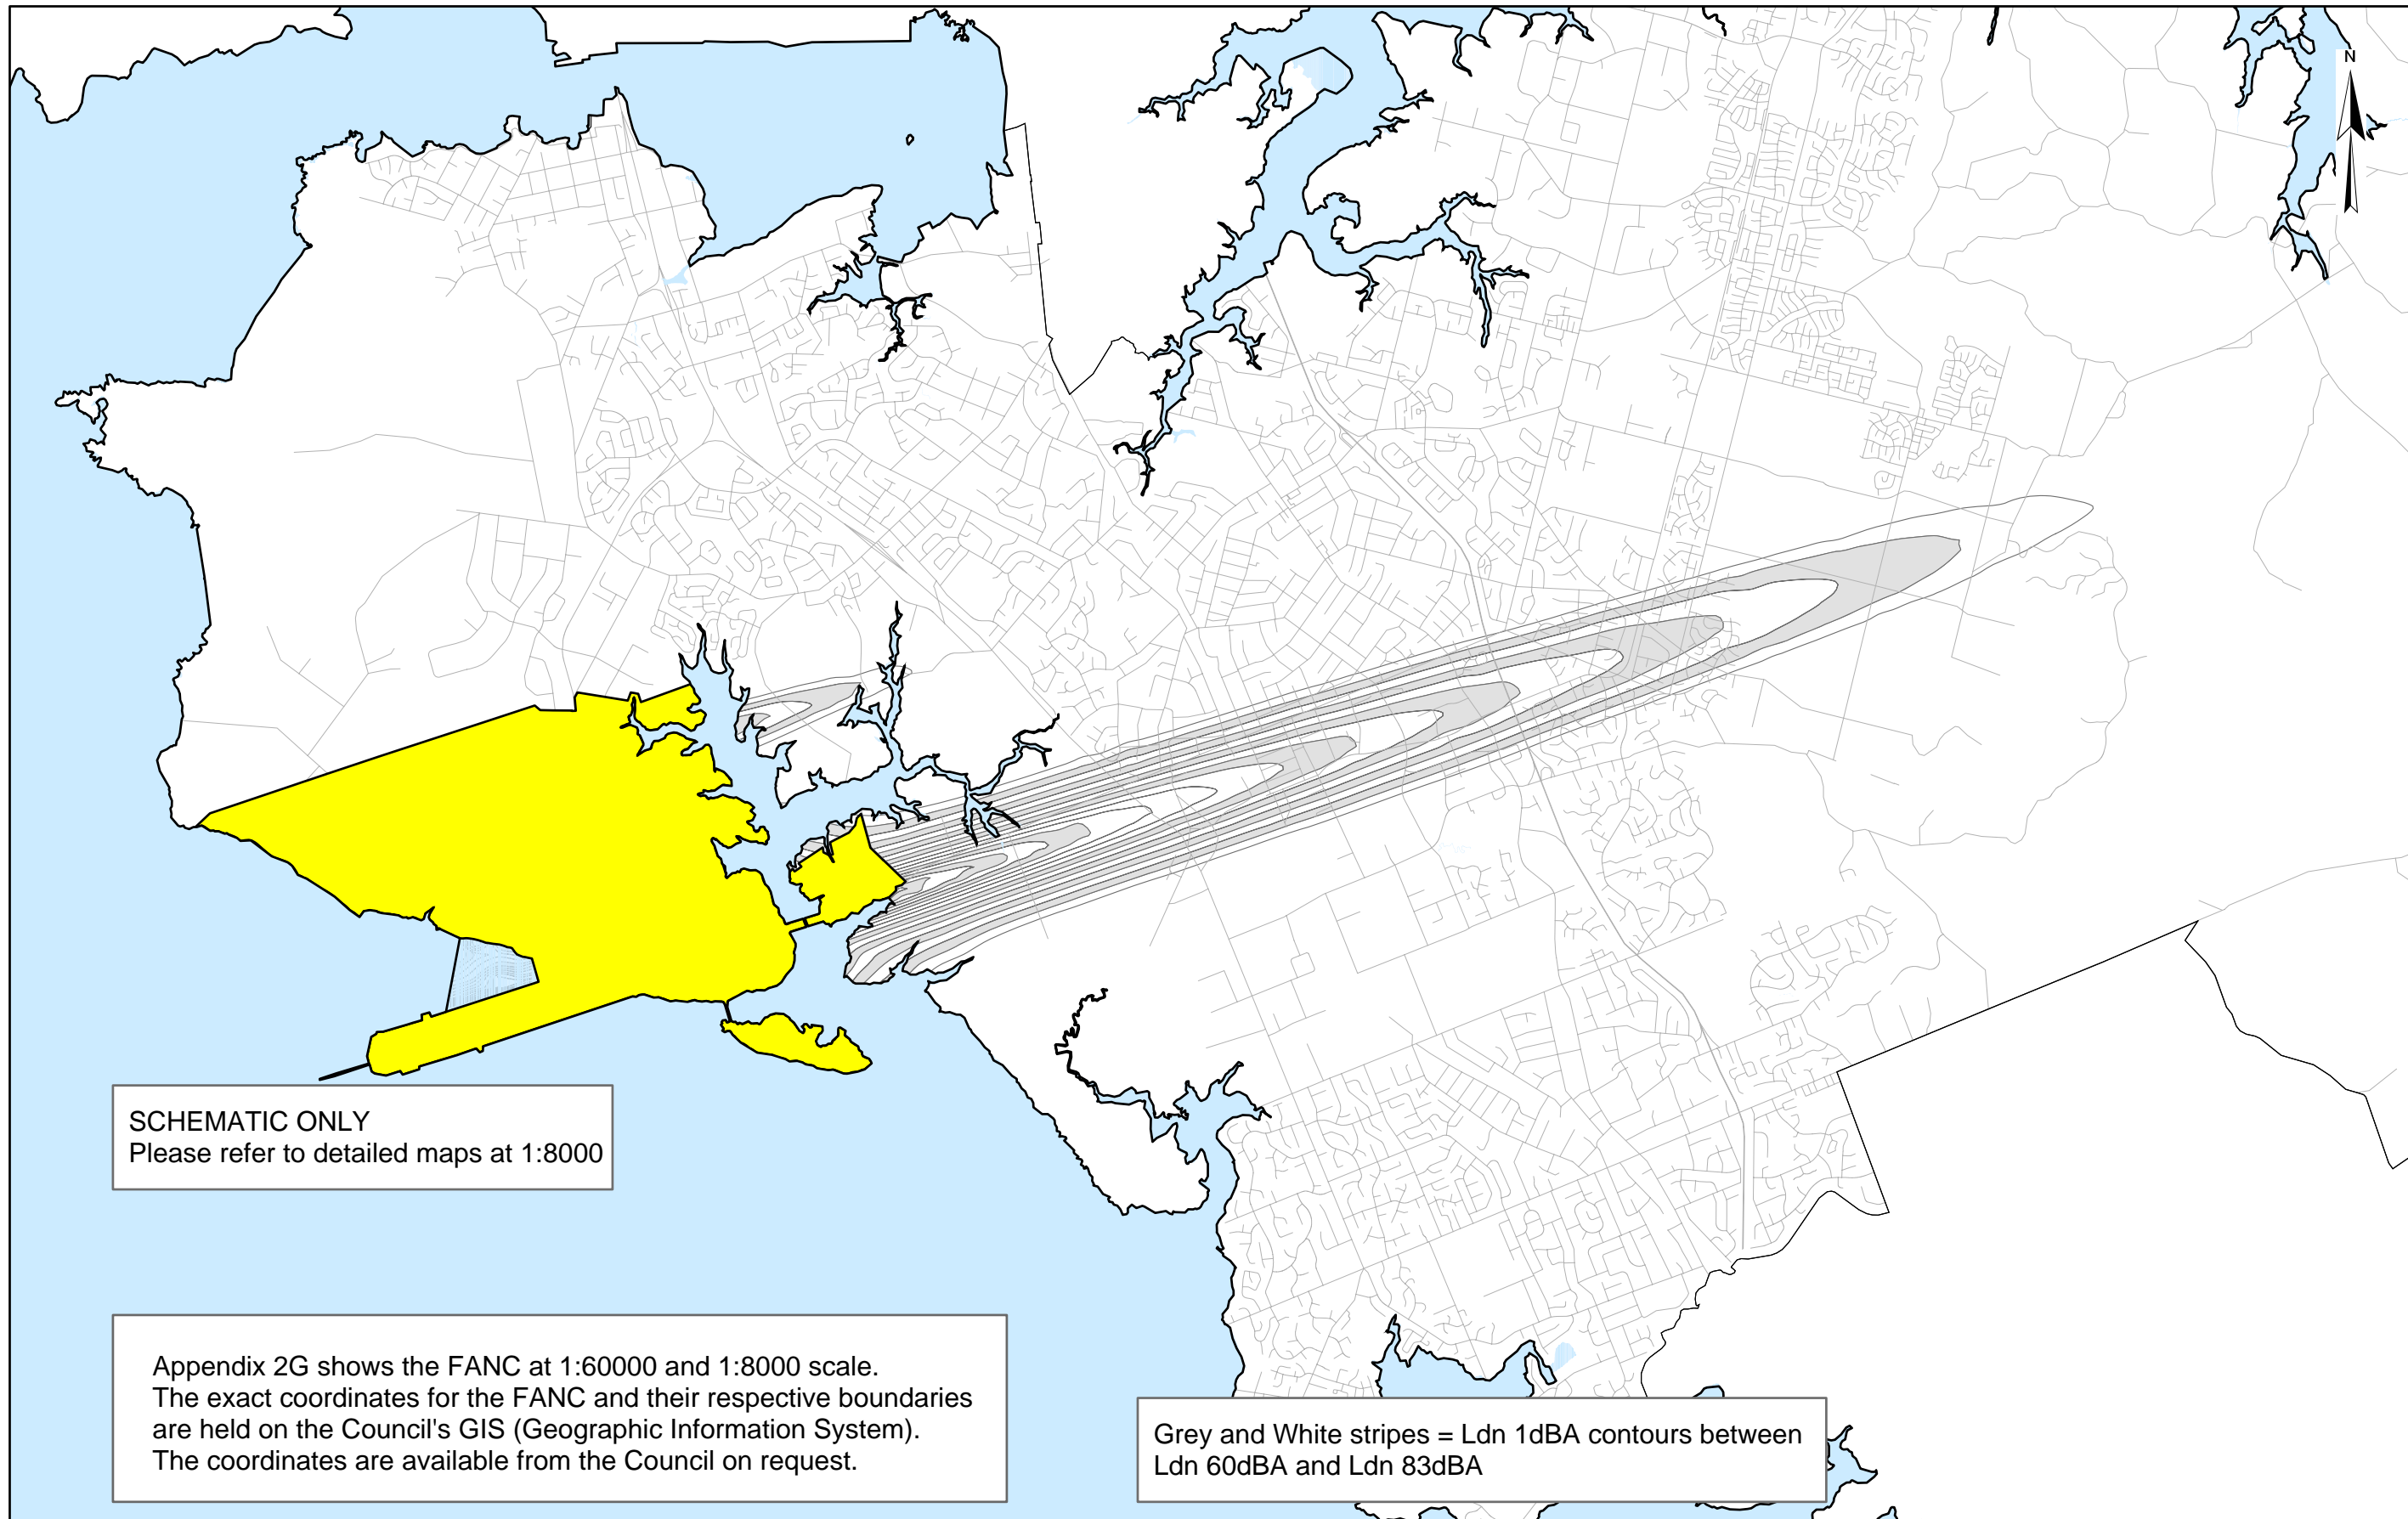 N
SCHEMATIC ONLY
Please refer to detailed maps at 1:8000
Appendix 2G shows the FANC at 1:60000 and 1:8000 scale.
The exact coordinates for the FANC and their respective boundaries
are held on the Council's GIS (Geographic Information System).
The coordinates are available from the Council on request.
Grey and White stripes = Ldn 1dBA contours between
Ldn 60dBA and Ldn 83dBA